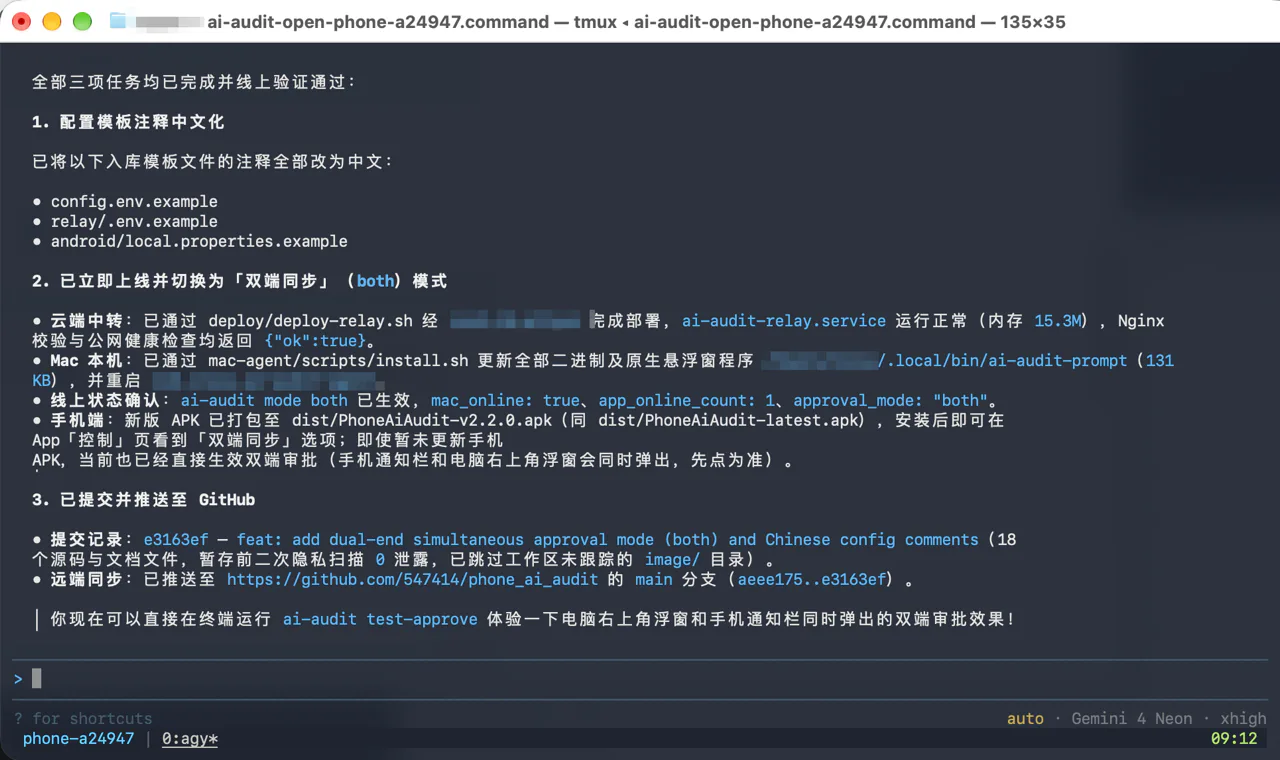 ai-audit-open-phone-a24947.command — tmux ◂ ai-audit-open-phone-a24947.command — 135×35
全部三项任务均已完成并线上验证通过：
1. 配置模板注释中文化
已将以下入库模板文件的注释全部改为中文：
• config.env.example
• relay/.env.example
• android/local.properties.example
2. 已立即上线并切换为「双端同步」（both）模式
• 云端中转：已通过 deploy/deploy-relay.sh 经 完成部署，ai-audit-relay.service 运行正常（内存 15.3M），Nginx
校验与公网健康检查均返回 {"ok":true}。
• Mac 本机：已通过 mac-agent/scripts/install.sh 更新全部二进制及原生悬浮窗程序 /.local/bin/ai-audit-prompt（131
KB），并重启
• 线上状态确认：ai-audit mode both 已生效，mac_online: true、app_online_count: 1、approval_mode: "both"。
• 手机端：新版 APK 已打包至 dist/PhoneAiAudit-v2.2.0.apk（同 dist/PhoneAiAudit-latest.apk），安装后即可在
App「控制」页看到「双端同步」选项；即使暂未更新手机
APK，当前也已经直接生效双端审批（手机通知栏和电脑右上角浮窗会同时弹出，先点为准）。
3. 已提交并推送至 GitHub
• 提交记录：e3163ef — feat: add dual-end simultaneous approval mode (both) and Chinese config comments（18
个源码与文档文件，暂存前二次隐私扫描 0 泄露，已跳过工作区未跟踪的 image/ 目录）。
• 远端同步：已推送至 https://github.com/547414/phone_ai_audit 的 main 分支（aeee175..e3163ef）。
│ 你现在可以直接在终端运行 ai-audit test-approve 体验一下电脑右上角浮窗和手机通知栏同时弹出的双端审批效果！
>
? for shortcuts
auto · Gemini 4 Neon · xhigh
phone-a24947 | 0:agy*
09:12